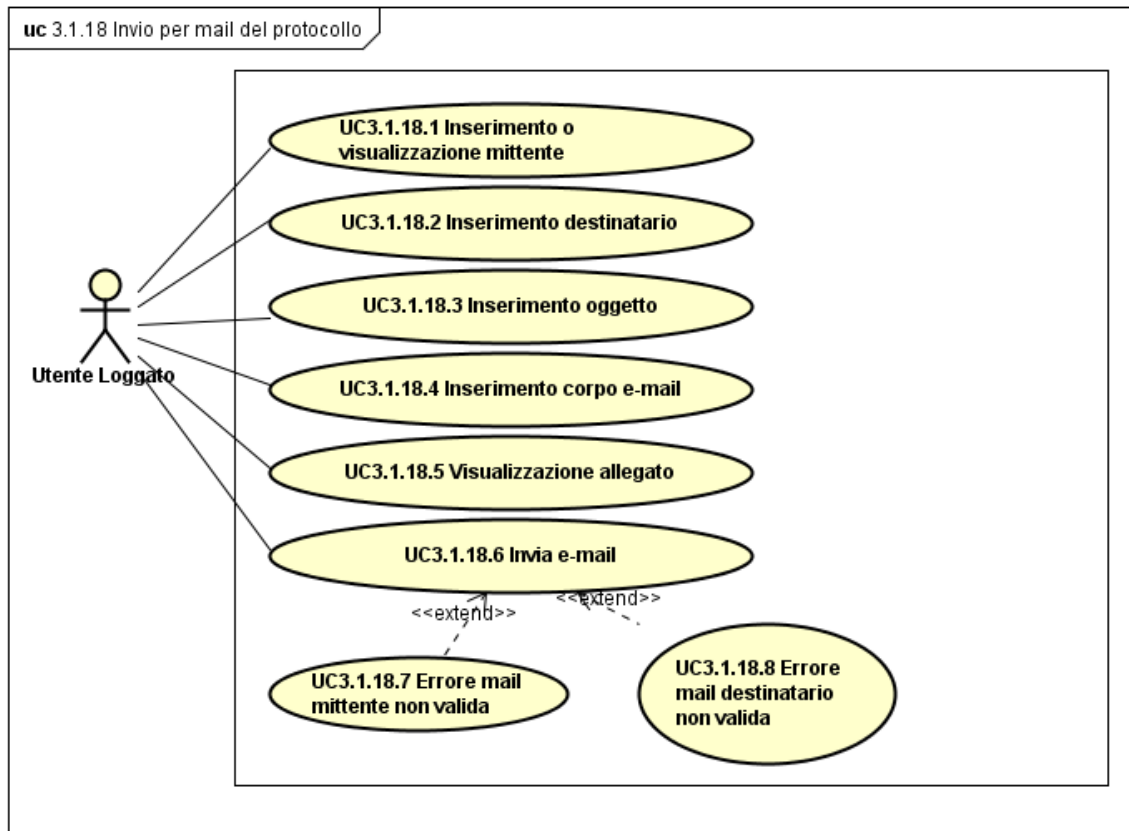 uc 3.1.18 Invio per mail del protocollo
UC3.1.18.1 Inserimento o
visualizzazione mittente
UC3.1.18.2 Inserimento destinatario
UC3.1.18.3 Inserimento oggetto
Utente Loggato
UC3.1.18.4 Inserimento corpo e-mail
UC3.1.18.5 Visualizzazione allegato
UC3.1.18.6 Invia e-mail
<<extend>>
<<extend>>
UC3.1.18.7 Errore mail
mittente non valida
UC3.1.18.8 Errore
mail destinatario
non valida